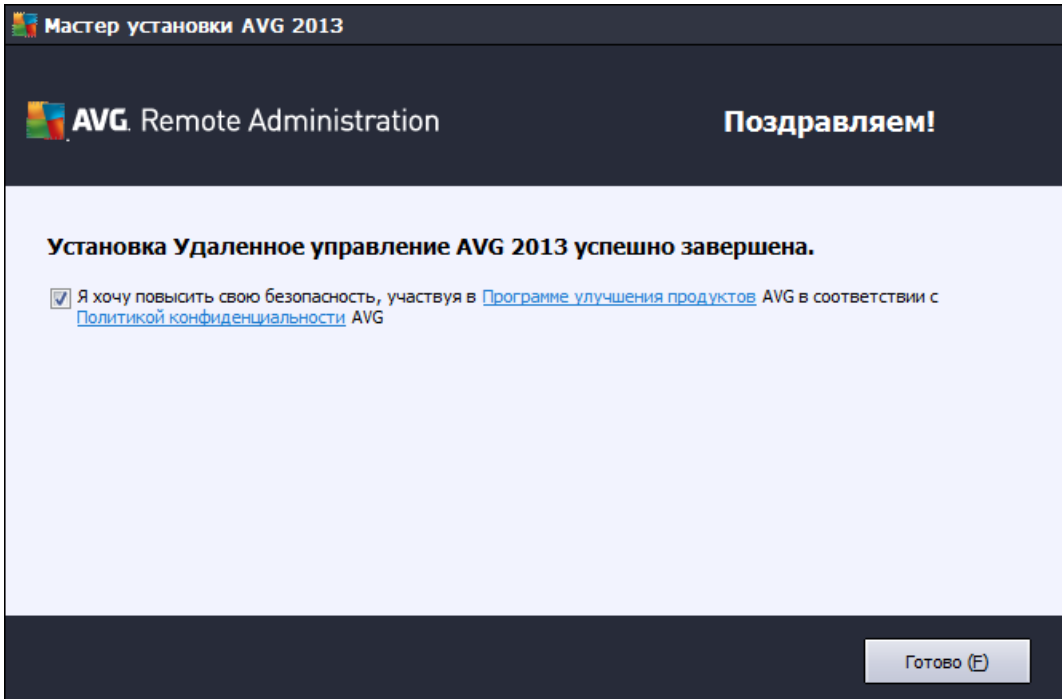 Мастер установки AVG 2013
AVG. Remote Administration
Поздравляем!
Установка Удаленное управление AVG 2013 успешно завершена.
Я хочу повысить свою безопасность, участвуя в Программе улучшения продуктов AVG в соответствии с
Политикой конфиденциальности AVG
Готово (F)